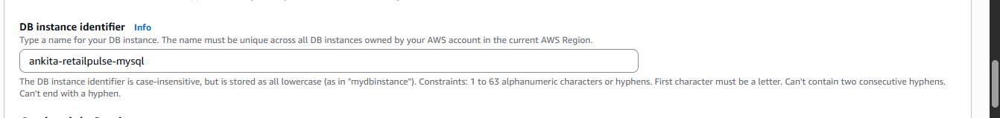 DB instance identifier Info
Type a name for your DB instance. The name must be unique across all DB instances owned by your AWS account in the current AWS Region.
ankita-retailpulse-mysql
The DB instance identifier is case-insensitive, but is stored as all lowercase (as in "mydbinstance"). Constraints: 1 to 63 alphanumeric characters or hyphens. First character must be a letter. Can't contain two consecutive hyphens.
Can't end with a hyphen.